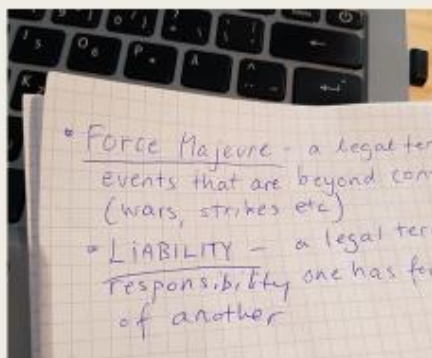 • Force Majeure - a legal ter
events that are beyond con
(wars, strikes etc)
• LIABILITY - a legal ter
responsibility one has fo
of another